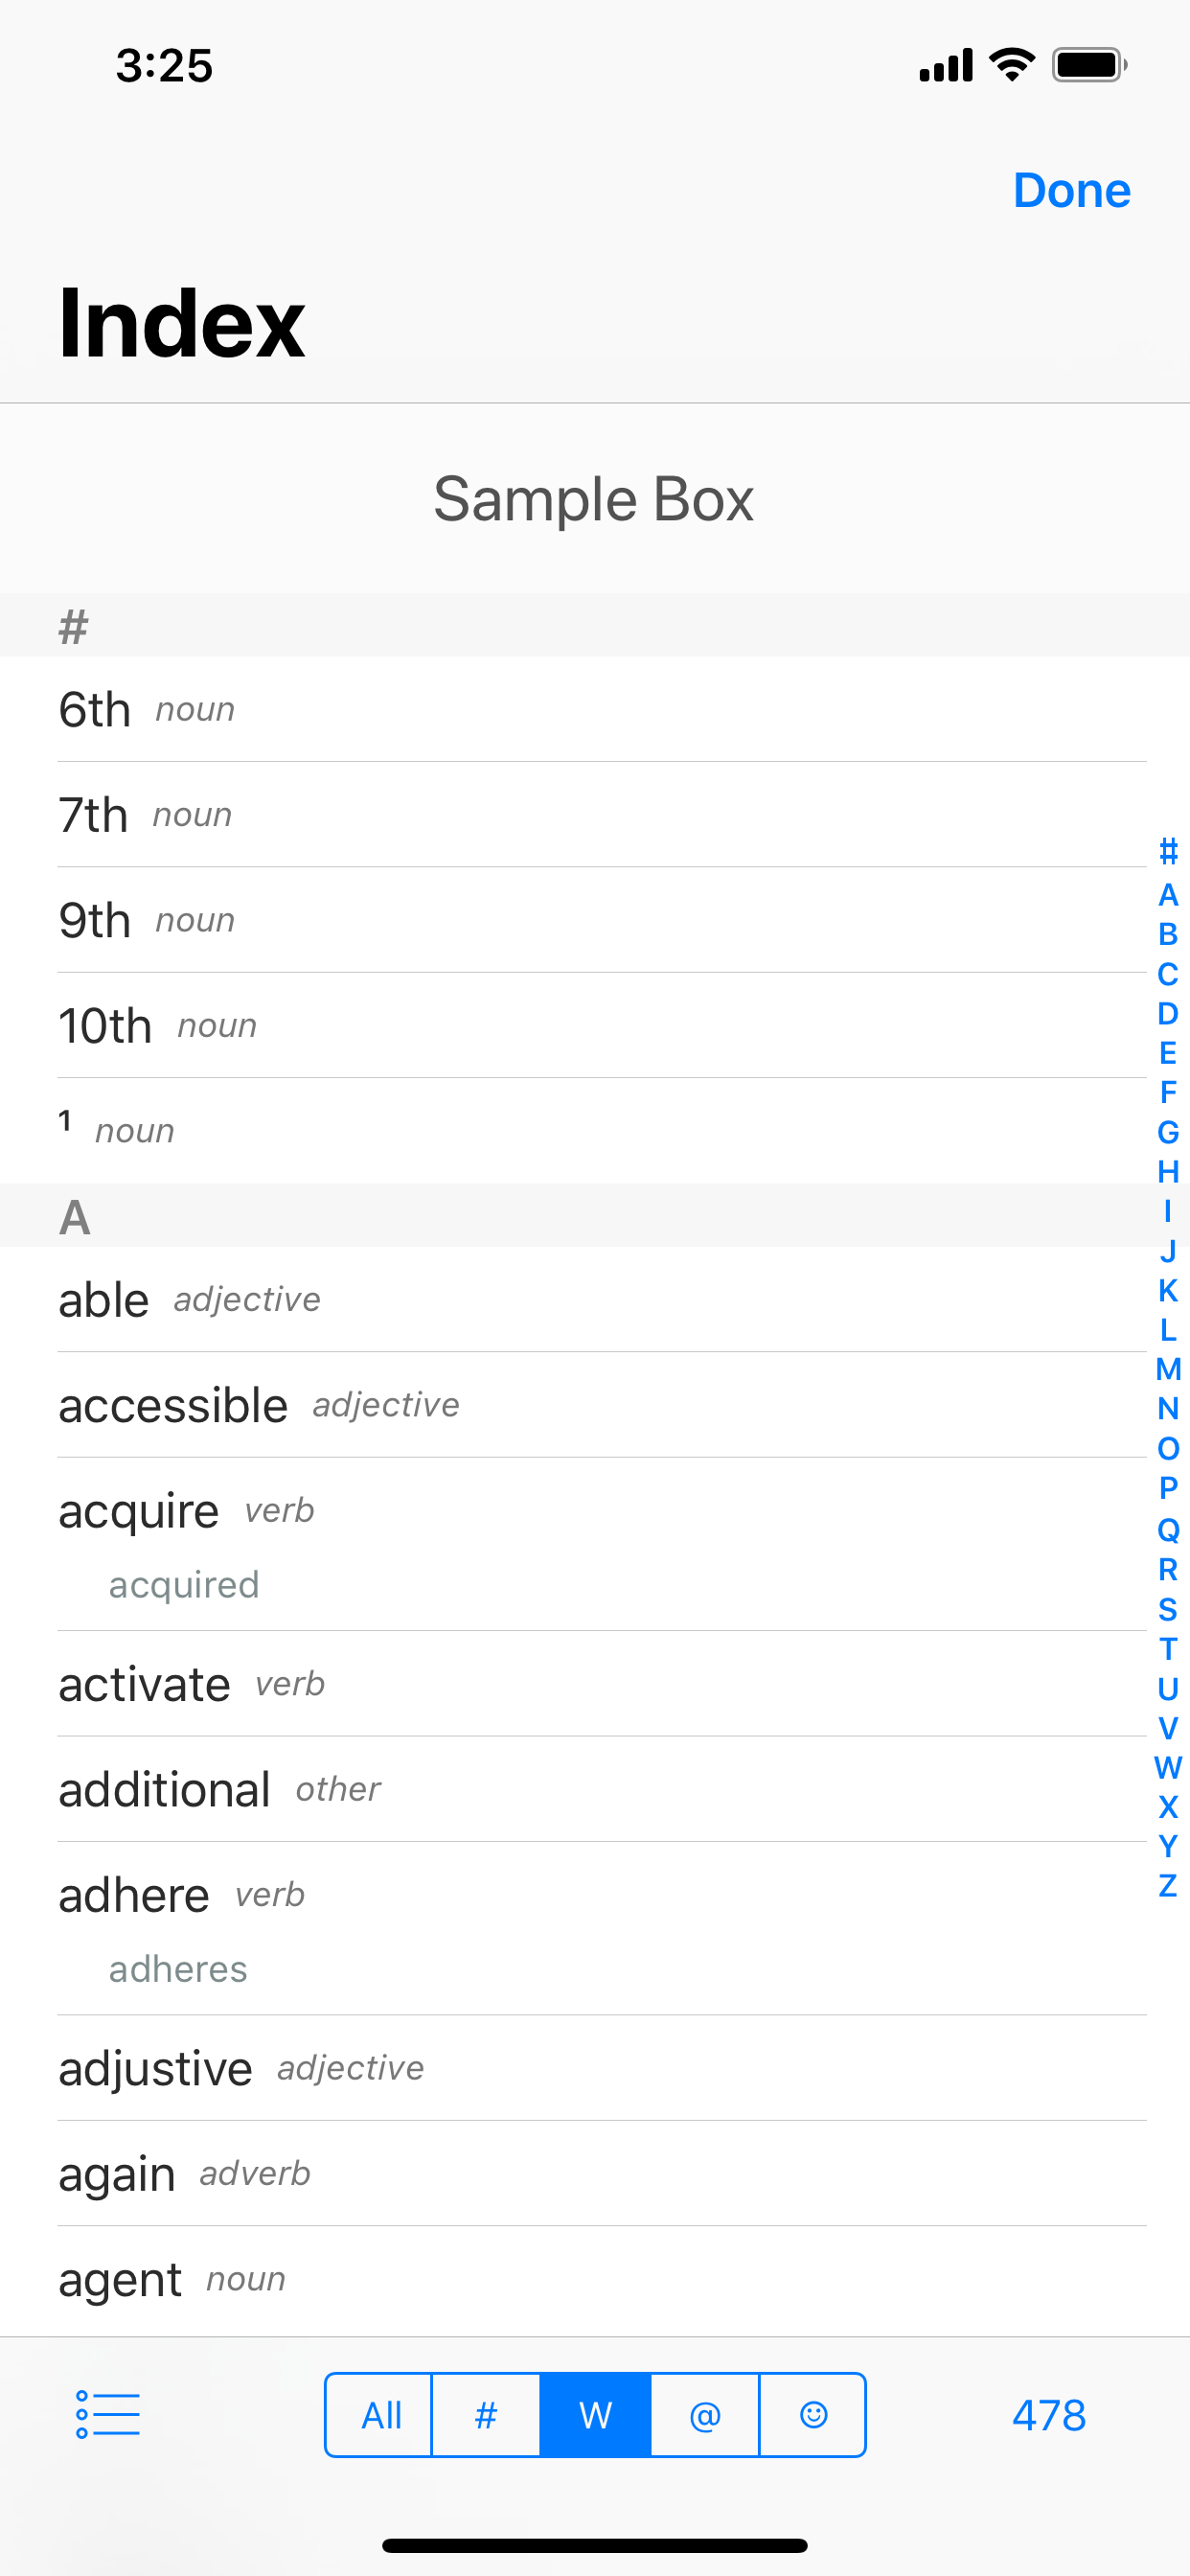 3:25
Done
Index
Sample Box
#
6th noun
7th noun
9th noun
10th noun
¹ noun
A
able adjective
accessible adjective
acquire verb
acquired
activate verb
additional other
adhere verb
adheres
adjustive adjective
again adverb
agent noun
#
A
B
C
D
E
F
G
H
I
J
K
L
M
N
O
P
Q
R
S
T
U
V
W
X
Y
Z
All # W @ ☺ 478